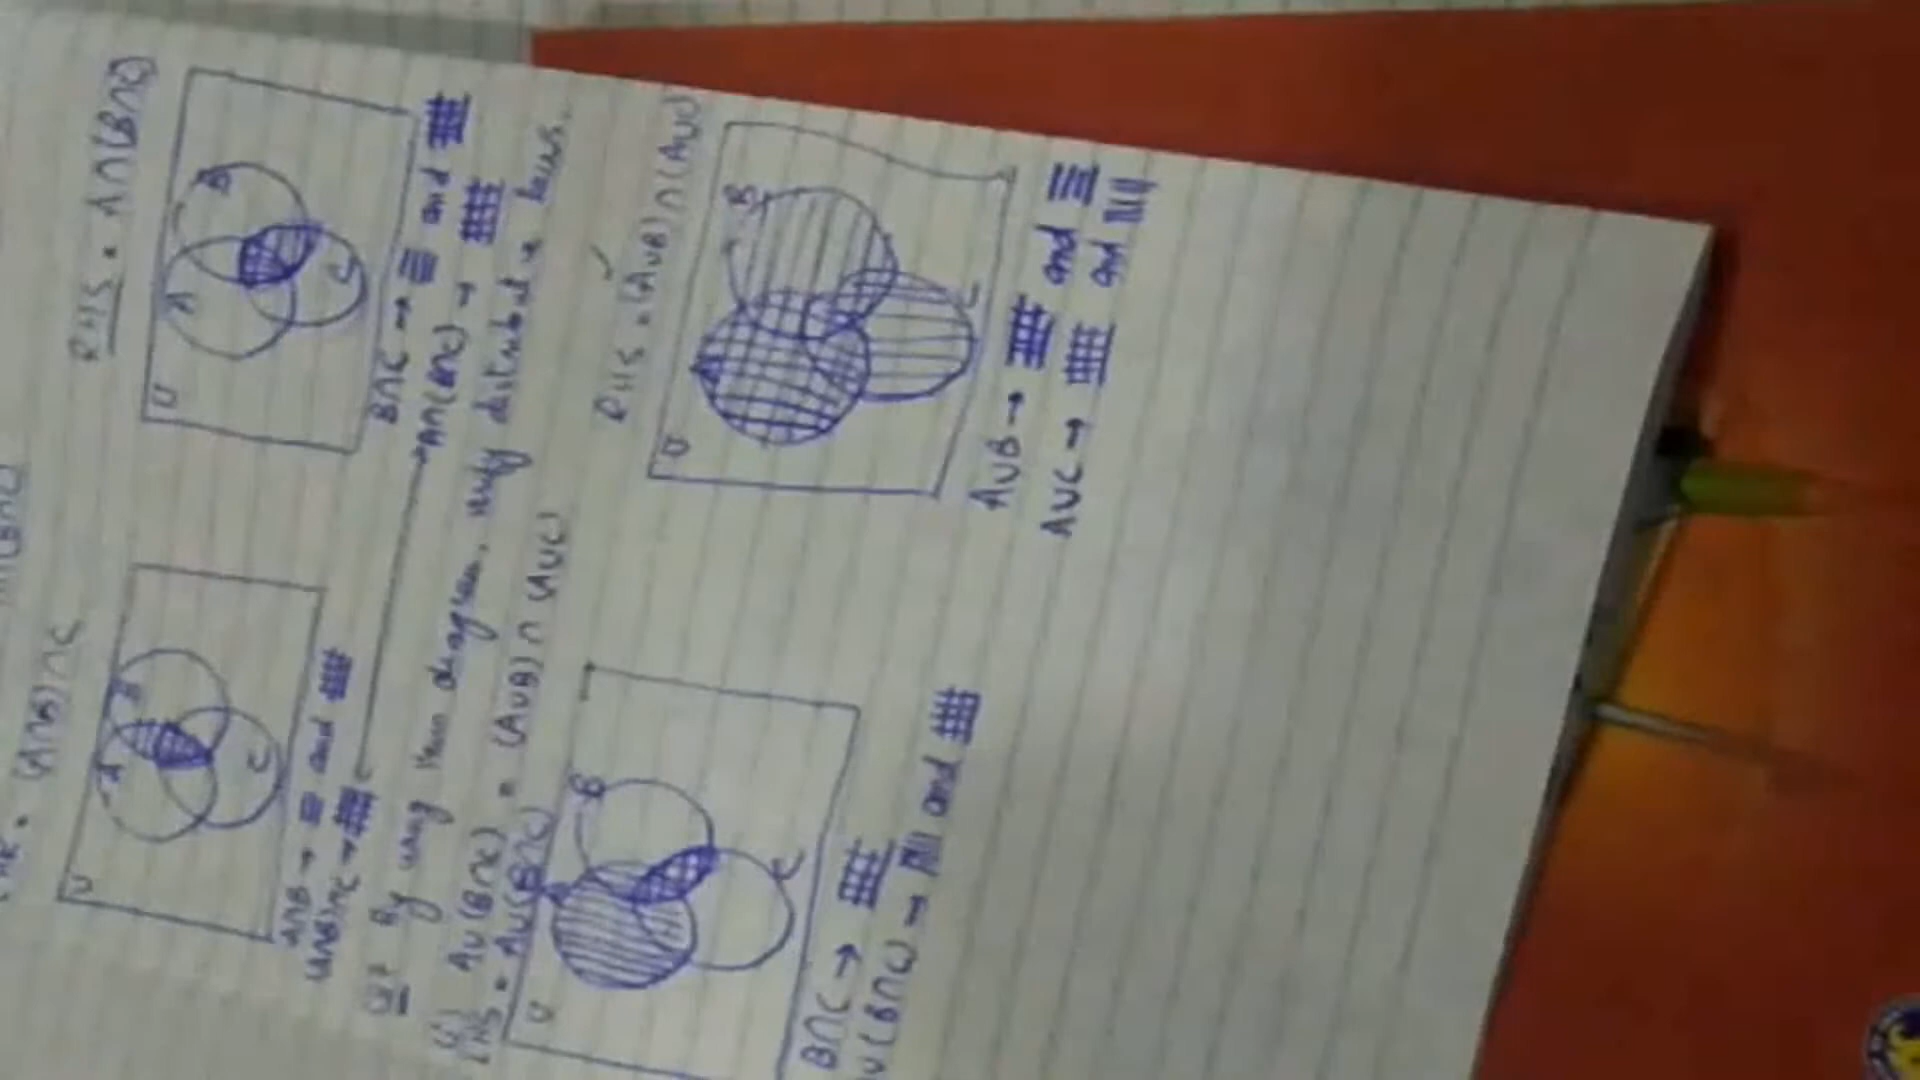 = (A∩B)∩C
RHS = A∩(B∩C)
U
A
B
C
U
A
B
C
A∩B → ≡ and
(A∩B)∩C →
B∩C → ≡ and
→ A∩(B∩C) →
By using venn diagram, verify distributive laws.
(i) A∪(B∩C) = (A∪B)∩(A∪C)
LHS = A∪(B∩C)
RHS = (A∪B)∩(A∪C)
U
A
B
C
U
A
B
C
B∩C →
∪(B∩C) → |||| and
A∪B → and ≡
A∪C → and ||||